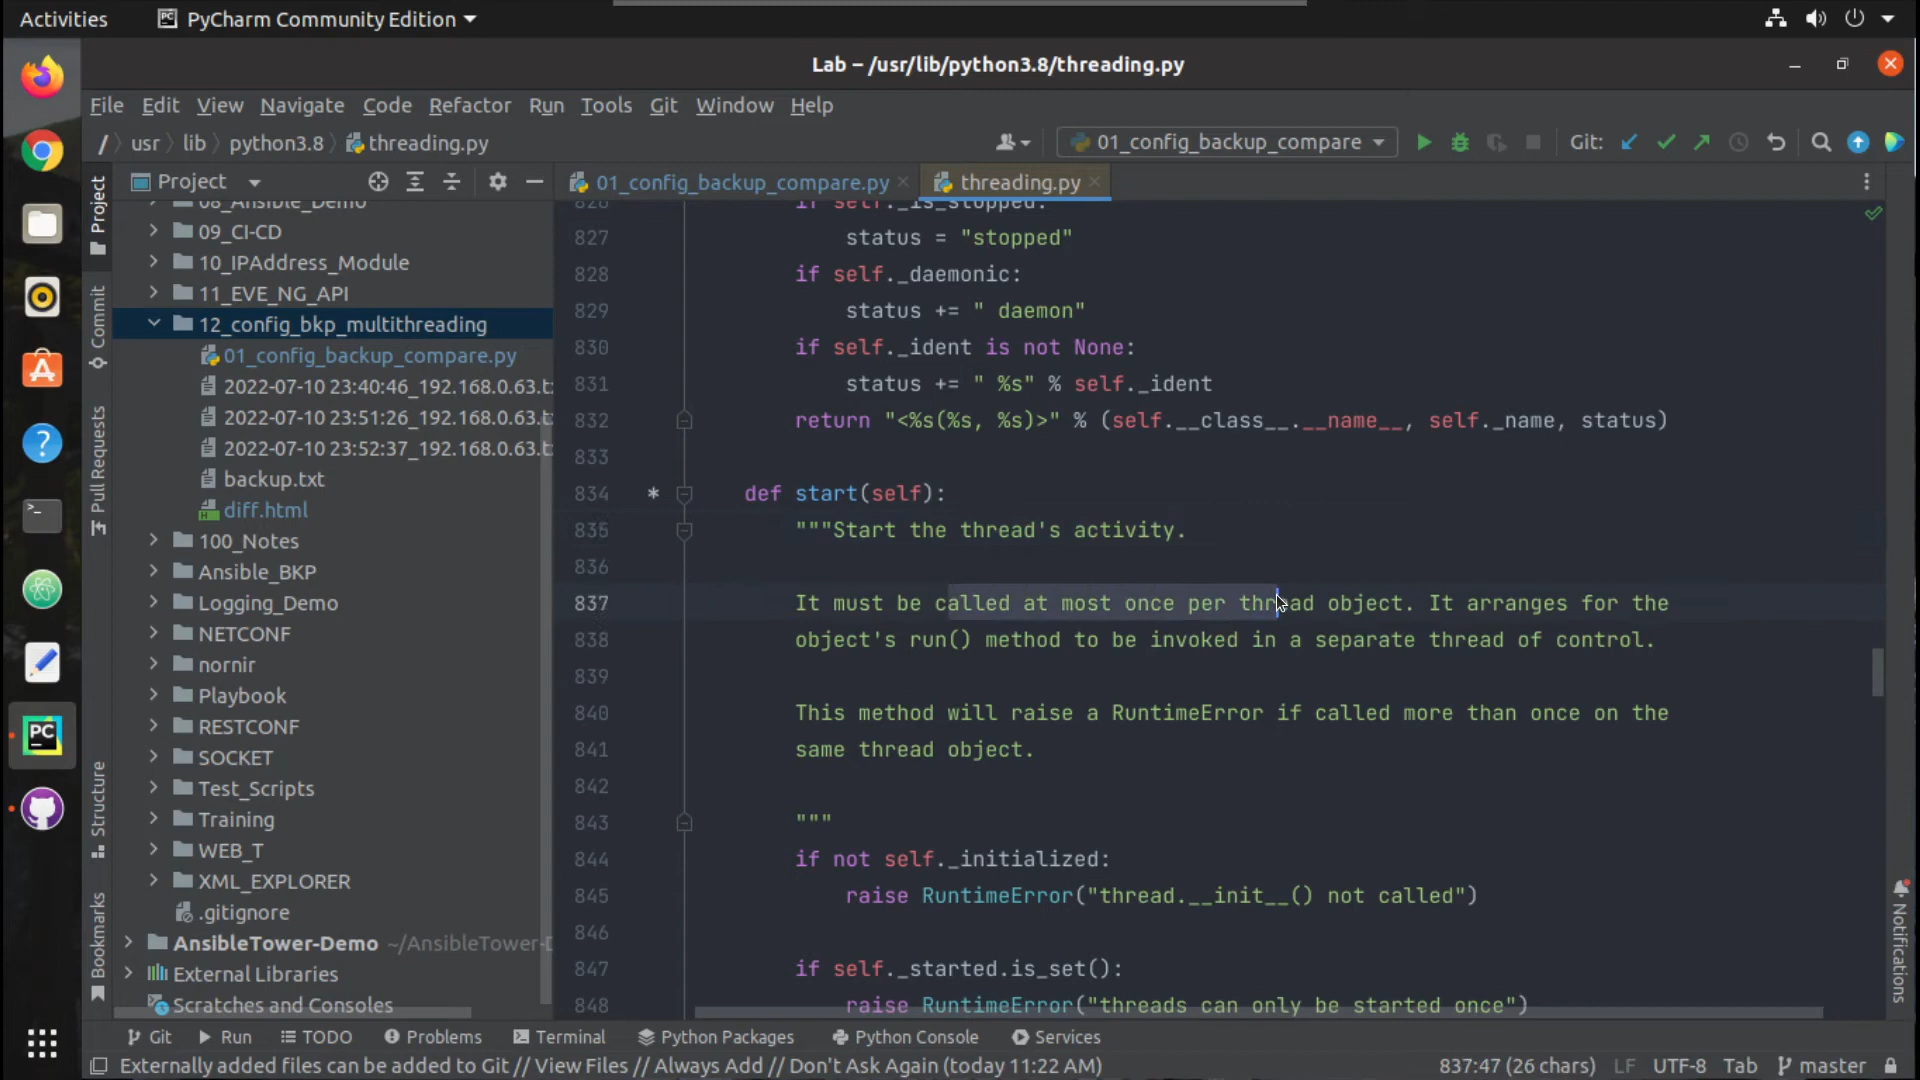 Activities
PyCharm Community Edition
Lab – /usr/lib/python3.8/threading.py
File Edit View Navigate Code Refactor Run Tools Git Window Help
/ usr lib python3.8 threading.py
01_config_backup_compare
Git:
Project
01_config_backup_compare.py
threading.py
Project
Commit
Pull Requests
Structure
Bookmarks
08_Ansible_Demo
09_CI-CD
10_IPAddress_Module
11_EVE_NG_API
12_config_bkp_multithreading
01_config_backup_compare.py
2022-07-10 23:40:46_192.168.0.63.t
2022-07-10 23:51:26_192.168.0.63.t
2022-07-10 23:52:37_192.168.0.63.t
backup.txt
diff.html
100_Notes
Ansible_BKP
Logging_Demo
NETCONF
nornir
Playbook
RESTCONF
SOCKET
Test_Scripts
Training
WEB_T
XML_EXPLORER
.gitignore
AnsibleTower-Demo ~/AnsibleTower-D
External Libraries
Scratches and Consoles
826 if self._is_stopped:
827 status = "stopped"
828 if self._daemonic:
829 status += " daemon"
830 if self._ident is not None:
831 status += " %s" % self._ident
832 return "<%s(%s, %s)>" % (self.__class__.__name__, self._name, status)
833
834 * def start(self):
835 """Start the thread's activity.
836
837 It must be called at most once per thread object. It arranges for the
838 object's run() method to be invoked in a separate thread of control.
839
840 This method will raise a RuntimeError if called more than once on the
841 same thread object.
842
843 """
844 if not self._initialized:
845 raise RuntimeError("thread.__init__() not called")
846
847 if self._started.is_set():
848 raise RuntimeError("threads can only be started once")
Notifications
Git Run TODO Problems Terminal Python Packages Python Console Services
Externally added files can be added to Git // View Files // Always Add // Don't Ask Again (today 11:22 AM)
837:47 (26 chars) LF UTF-8 Tab master